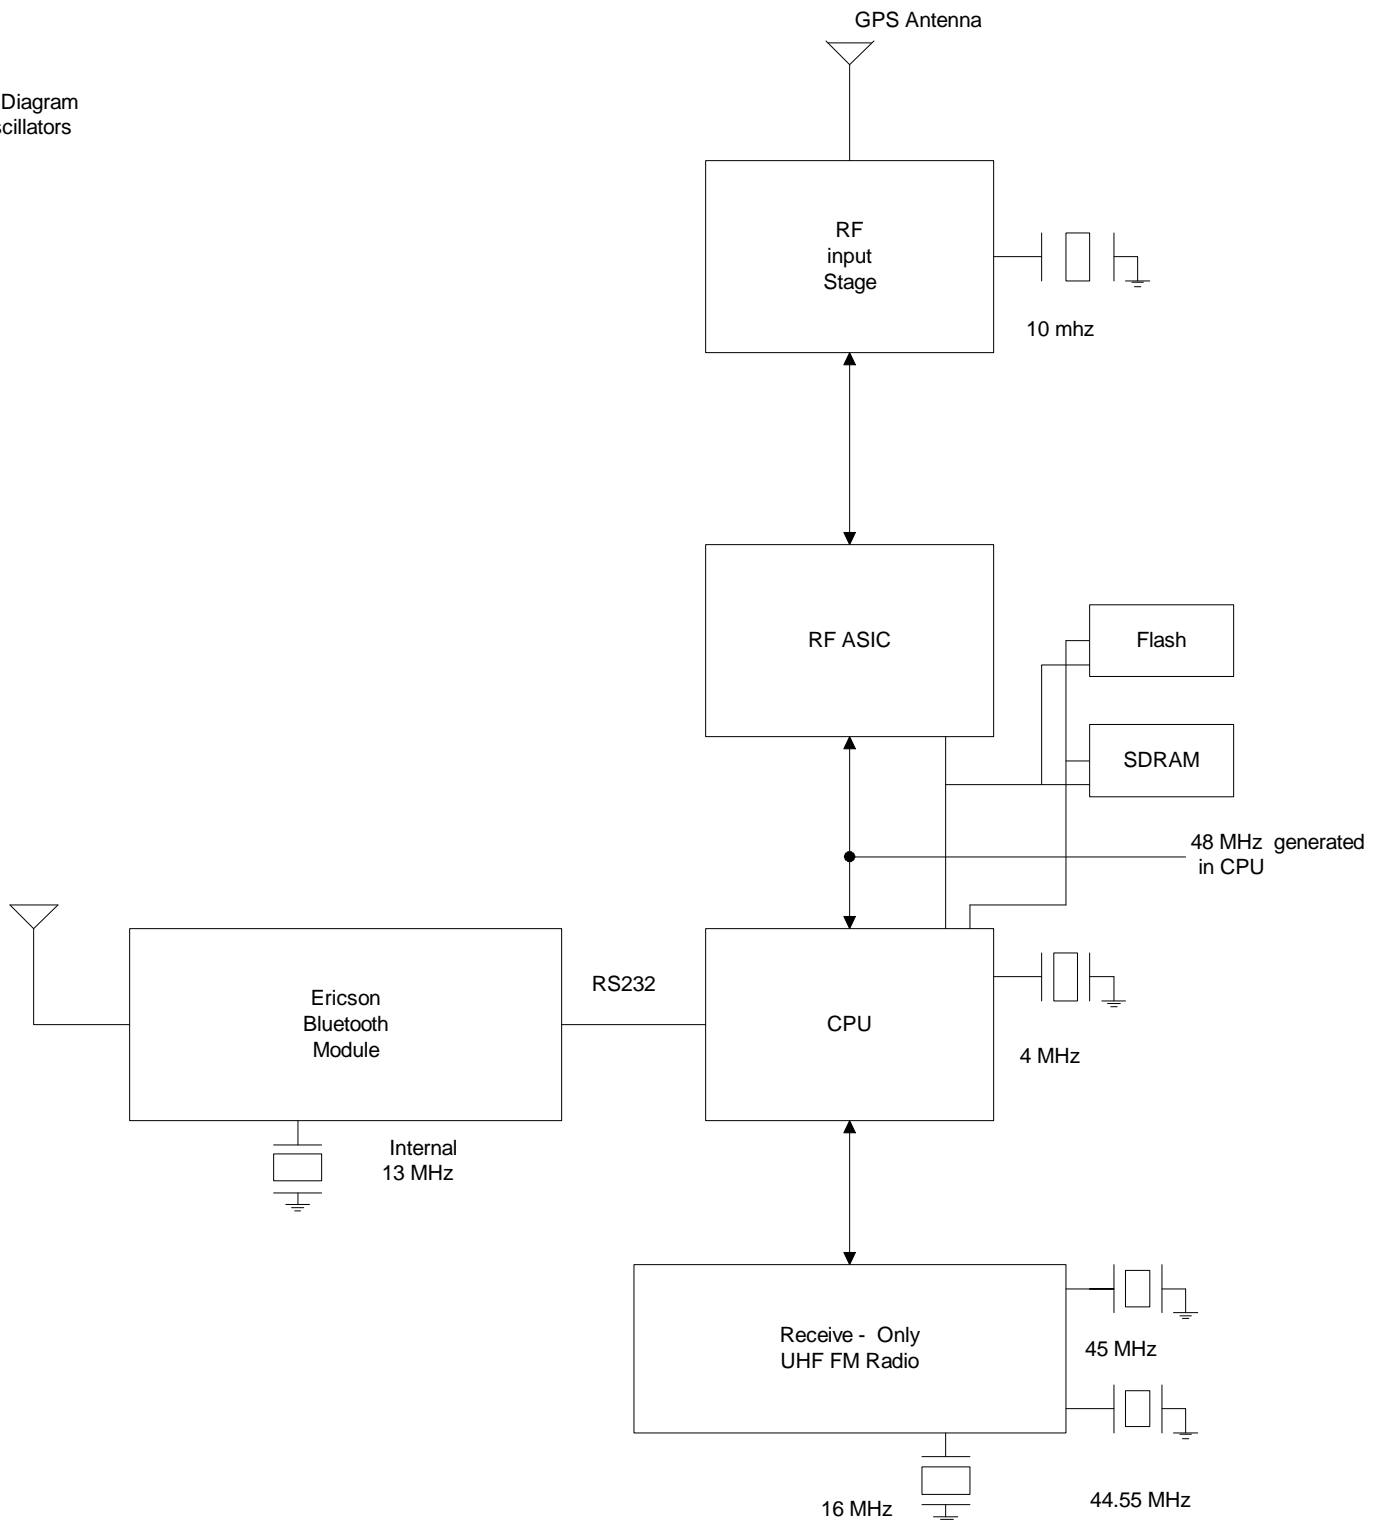 GPS Antenna
Diagram
RF
input
Stage
10 mhz
RF ASIC
Flash
SDRAM
48 MHz generated
in CPU
RS232
Ericson
Bluetooth
Module
CPU
4 MHz
Internal
13 MHz
Receive - Only
UHF FM Radio
45 MHz
44.55 MHz
16 MHz